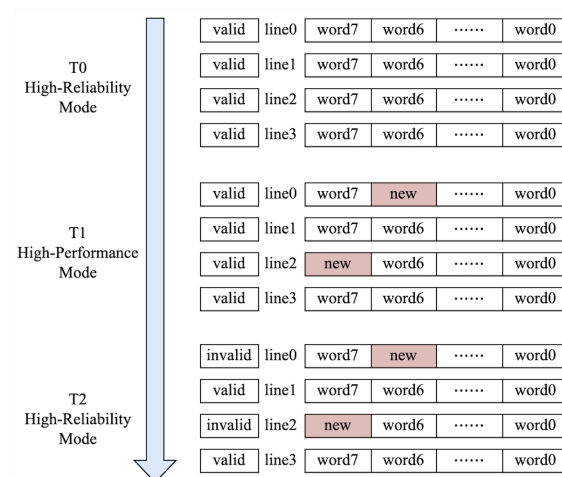 T0
High-Reliability
Mode
valid line0 word7 word6 ······ word0
valid line1 word7 word6 ······ word0
valid line2 word7 word6 ······ word0
valid line3 word7 word6 ······ word0
T1
High-Performance
Mode
valid line0 word7 new ······ word0
valid line1 word7 word6 ······ word0
valid line2 new word6 ······ word0
valid line3 word7 word6 ······ word0
T2
High-Reliability
Mode
invalid line0 word7 new ······ word0
valid line1 word7 word6 ······ word0
invalid line2 new word6 ······ word0
valid line3 word7 word6 ······ word0